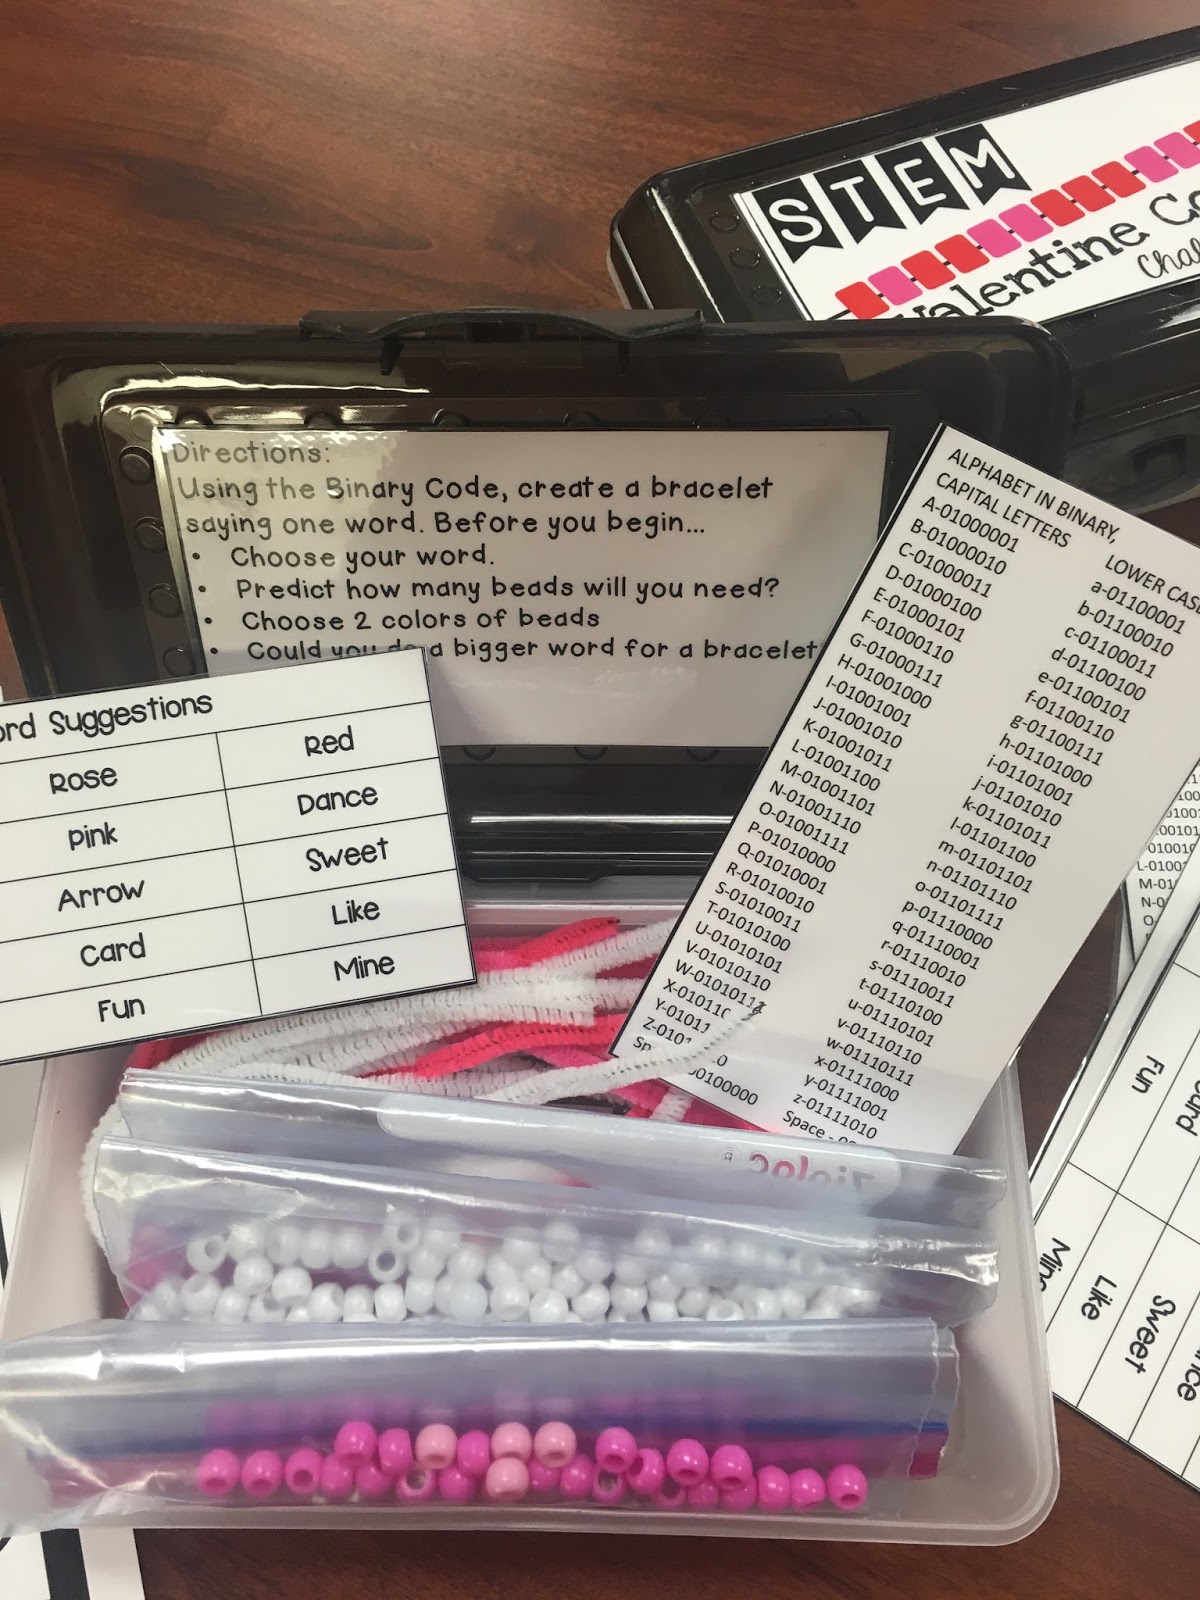 STEM
Valentine
Directions:
Using the Binary Code, create a bracelet
saying one word. Before you begin...
• Choose your word.
• Predict how many beads will you need?
• Choose 2 colors of beads
• Could you do a bigger word for a bracelet
Suggestions
Rose Red
Pink Dance
Arrow Sweet
Card Like
Fun Mine
ALPHABET IN BINARY,
CAPITAL LETTERS
A-01000001
B-01000010
C-01000011
D-01000100
E-01000101
F-01000110
G-01000111
H-01001000
I-01001001
J-01001010
K-01001011
L-01001100
M-01001101
N-01001110
O-01001111
P-01010000
Q-01010001
R-01010010
S-01010011
T-01010100
U-01010101
V-01010110
W-01010111
LOWER
a-01100001
b-01100010
c-01100011
d-01100100
e-01100101
f-01100110
g-01100111
h-01101000
i-01101001
j-01101010
k-01101011
l-01101100
m-01101101
n-01101110
o-01101111
p-01110000
q-01110001
r-01110010
s-01110011
t-01110100
u-01110101
v-01110110
w-01110111
x-01111000
y-01111001
z-01111010
Space -
Ziploc
Fun
Like
Sweet